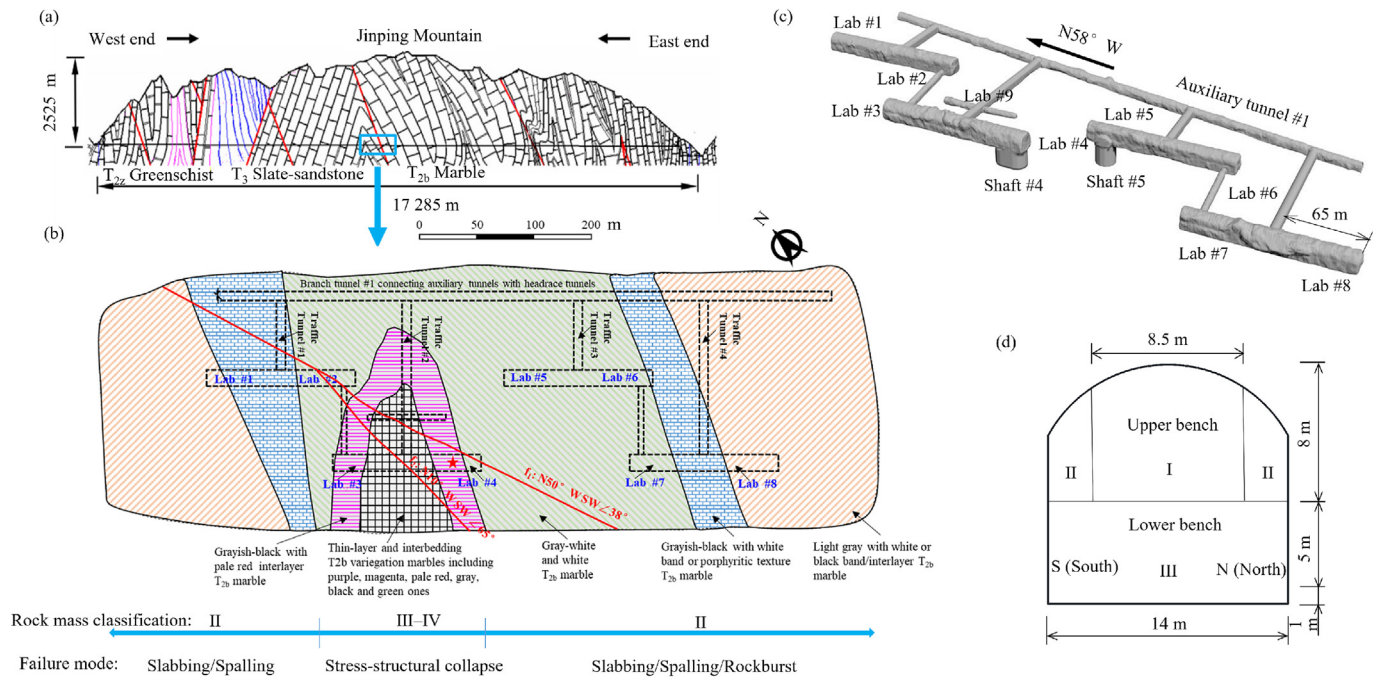 (a)
West end
Jinping Mountain
East end
2525 m
T2z Greenschist
T3 Slate-sandstone
T2b Marble
17 285 m
0 50 100 200 m
(b)
N
Branch tunnel #1 connecting auxiliary tunnels with headrace tunnels
Traffic
Tunnel #1
Traffic
Tunnel #2
Traffic
Tunnel #3
Traffic
Tunnel #4
Lab #1
Lab #2
Lab #5
Lab #6
Lab #3
Lab #4
Lab #7
Lab #8
WSW∠65°
f1: N50° WSW∠38°
Grayish-black with
pale red interlayer
T2b marble
Thin-layer and interbedding
T2b variegation marbles including
purple, magenta, pale red, gray,
black and green ones
Gray-white
and white
T2b marble
Grayish-black with white
band or porphyritic texture
T2b marble
Light gray with white or
black band/interlayer T2b
marble
Rock mass classification: II III–IV II
Failure mode: Slabbing/Spalling Stress-structural collapse Slabbing/Spalling/Rockburst
(c)
Lab #1
N58° W
Lab #2
Lab #9
Auxiliary tunnel #1
Lab #3
Lab #5
Lab #4
Shaft #4
Shaft #5
Lab #6
65 m
Lab #7
Lab #8
(d)
8.5 m
Upper bench
8 m
II
I
II
Lower bench
5 m
S (South)
III
N (North)
1 m
14 m